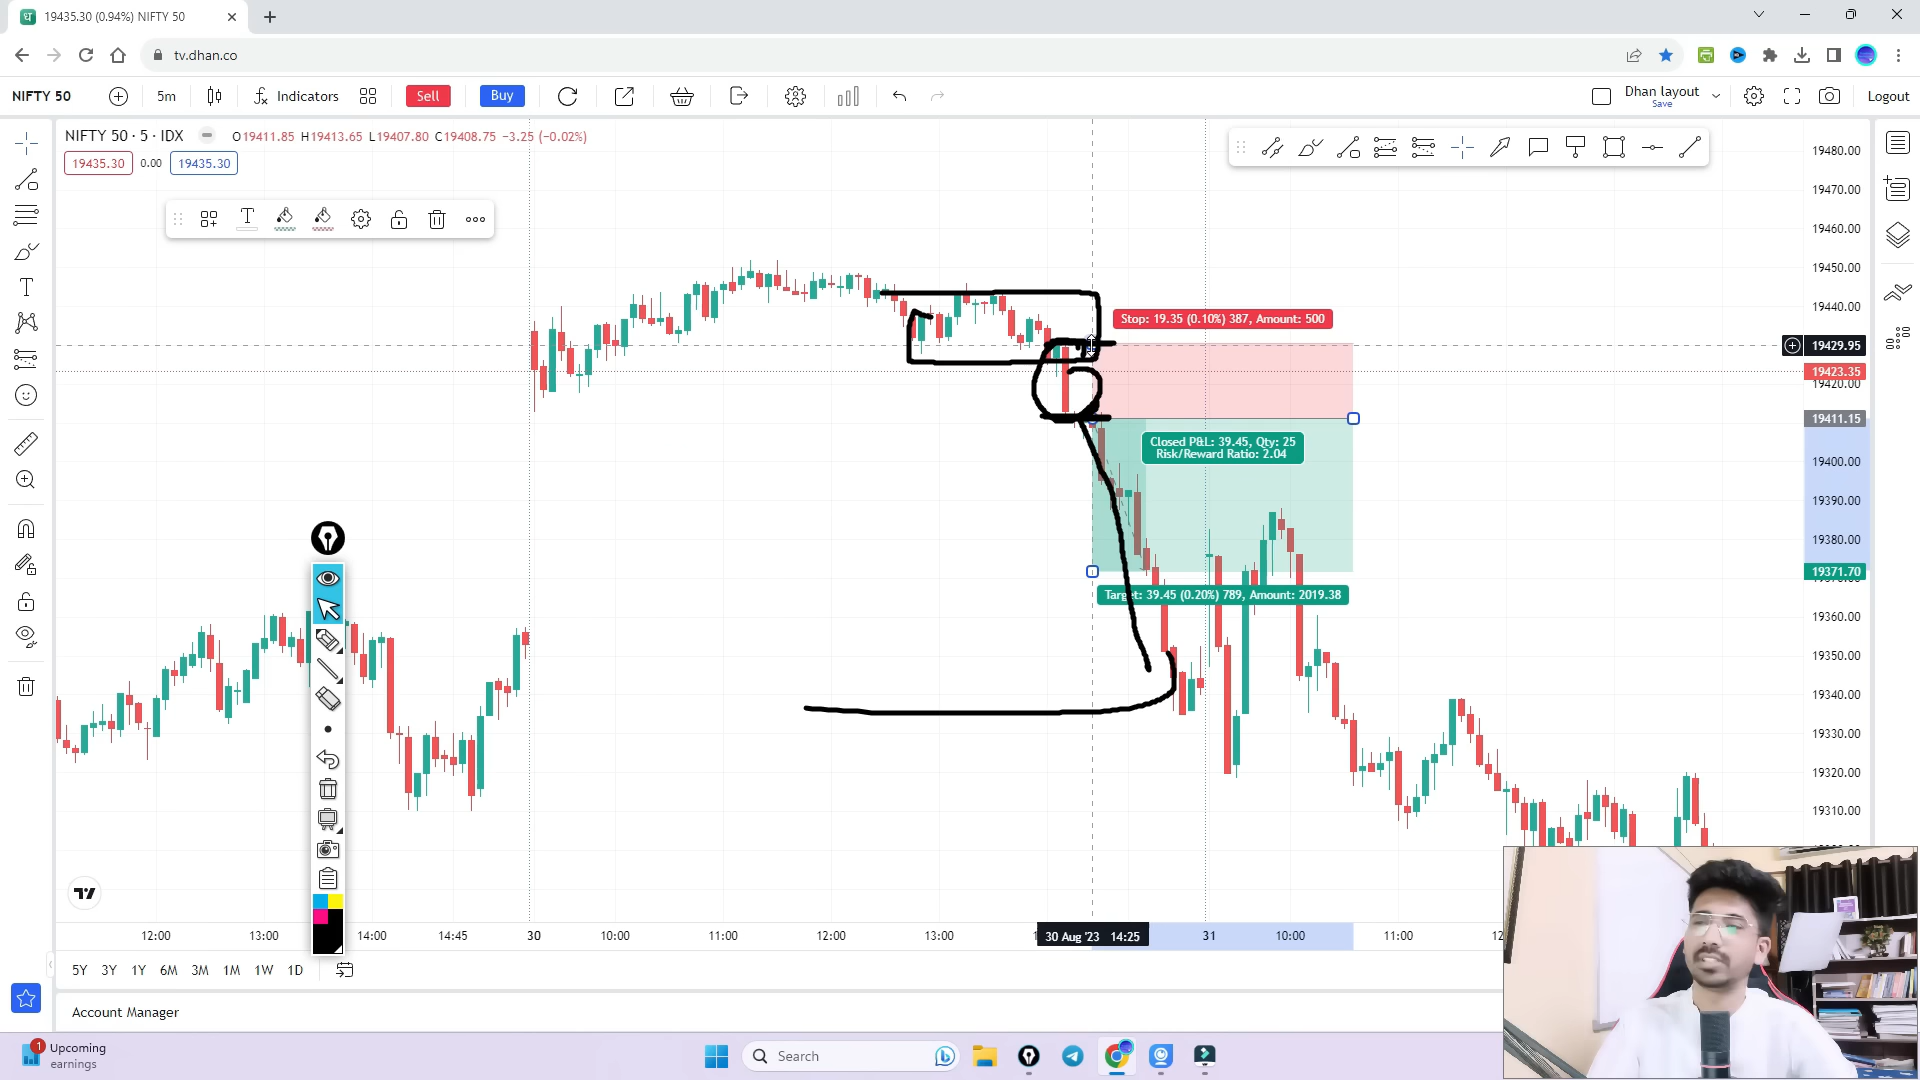 19435.30 (0.94%) NIFTY 50
tv.dhan.co
NIFTY 50
5m
Indicators
Sell
Buy
Dhan layout
Save
Logout
NIFTY 50 · 5 · IDX
O19411.85 H19413.65 L19407.80 C19408.75 −3.25 (−0.02%)
19435.30
0.00
19435.30
T
T
Stop: 19.35 (0.10%) 387, Amount: 500
Closed P&L: 39.45, Qty: 25
Risk/Reward Ratio: 2.04
Target: 39.45 (0.20%) 789, Amount: 2019.38
19480.00
19470.00
19460.00
19450.00
19440.00
19429.95
19423.35
19420.00
19411.15
19400.00
19390.00
19380.00
19371.70
19360.00
19350.00
19340.00
19330.00
19320.00
19310.00
12:00
13:00
14:00
14:45
30
10:00
11:00
12:00
13:00
30 Aug '23 14:25
31
10:00
11:00
5Y 3Y 1Y 6M 3M 1M 1W 1D
Account Manager
1
Upcoming
earnings
Search